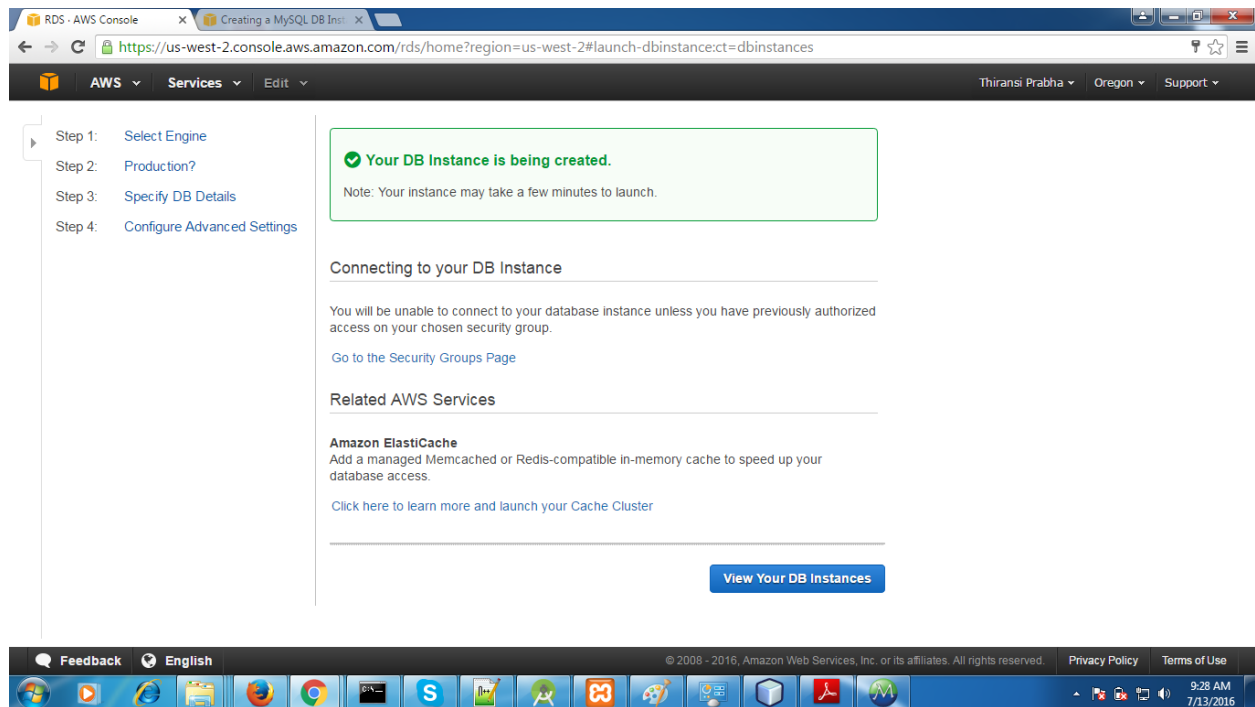 RDS - AWS Console
Creating a MySQL DB Inst
https://us-west-2.console.aws.amazon.com/rds/home?region=us-west-2#launch-dbinstance:ct=dbinstances
AWS Services Edit Thiransi Prabha Oregon Support
Step 1: Select Engine
Step 2: Production?
Step 3: Specify DB Details
Step 4: Configure Advanced Settings
Your DB Instance is being created.
Note: Your instance may take a few minutes to launch.
Connecting to your DB Instance
You will be unable to connect to your database instance unless you have previously authorized
access on your chosen security group.
Go to the Security Groups Page
Related AWS Services
Amazon ElastiCache
Add a managed Memcached or Redis-compatible in-memory cache to speed up your
database access.
Click here to learn more and launch your Cache Cluster
View Your DB Instances
Feedback English © 2008 - 2016, Amazon Web Services, Inc. or its affiliates. All rights reserved. Privacy Policy Terms of Use
9:28 AM
7/13/2016